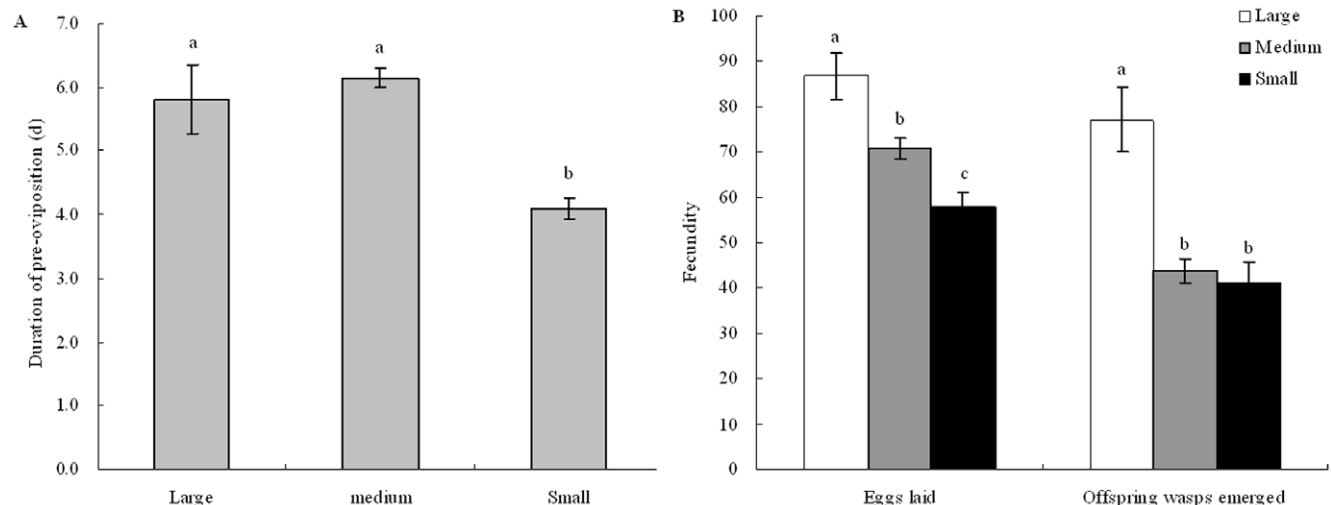 A
Duration of pre-oviposition (d)
7.0
6.0
5.0
4.0
3.0
2.0
1.0
0.0
a
a
b
Large
medium
Small
B
Large
Medium
Small
Fecundity
100
90
80
70
60
50
40
30
20
10
0
a
b
c
a
b
b
Eggs laid
Offspring wasps emerged